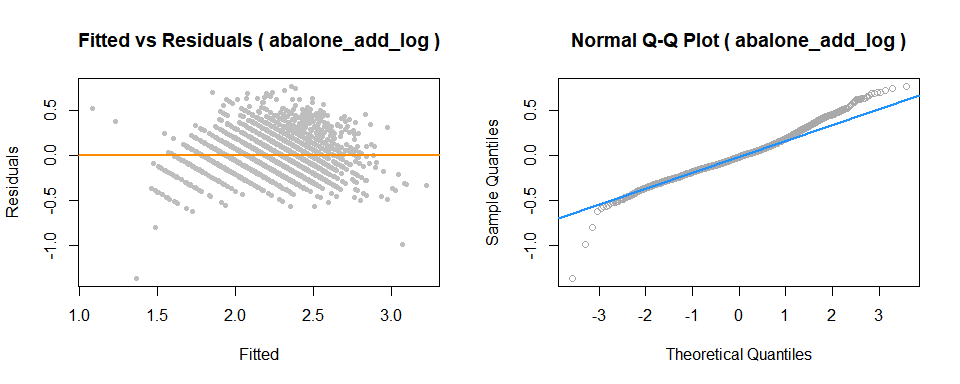 Fitted vs Residuals ( abalone_add_log )
Residuals
0.5
0.0
-0.5
-1.0
1.0 1.5 2.0 2.5 3.0
Fitted
Normal Q-Q Plot ( abalone_add_log )
Sample Quantiles
0.5
0.0
-0.5
-1.0
-3 -2 -1 0 1 2 3
Theoretical Quantiles